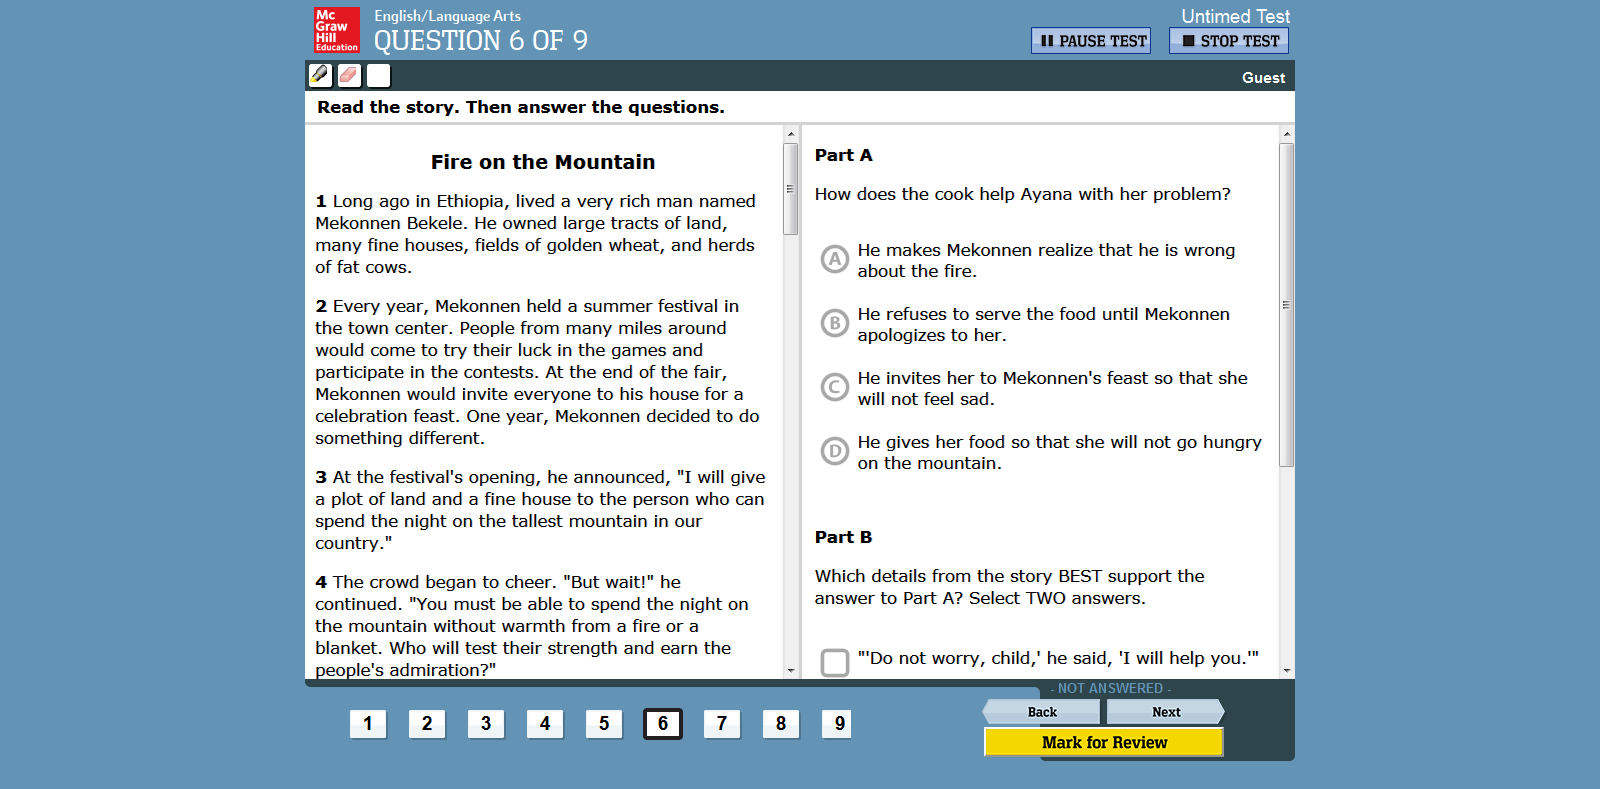 Mc
Graw
Hill
Education
English/Language Arts
QUESTION 6 OF 9
Untimed Test
PAUSE TEST
STOP TEST
Guest
Read the story. Then answer the questions.
Fire on the Mountain
1 Long ago in Ethiopia, lived a very rich man named
Mekonnen Bekele. He owned large tracts of land,
many fine houses, fields of golden wheat, and herds
of fat cows.
2 Every year, Mekonnen held a summer festival in
the town center. People from many miles around
would come to try their luck in the games and
participate in the contests. At the end of the fair,
Mekonnen would invite everyone to his house for a
celebration feast. One year, Mekonnen decided to do
something different.
3 At the festival's opening, he announced, "I will give
a plot of land and a fine house to the person who can
spend the night on the tallest mountain in our
country."
4 The crowd began to cheer. "But wait!" he
continued. "You must be able to spend the night on
the mountain without warmth from a fire or a
blanket. Who will test their strength and earn the
people's admiration?"
Part A
How does the cook help Ayana with her problem?
A He makes Mekonnen realize that he is wrong
about the fire.
B He refuses to serve the food until Mekonnen
apologizes to her.
C He invites her to Mekonnen's feast so that she
will not feel sad.
D He gives her food so that she will not go hungry
on the mountain.
Part B
Which details from the story BEST support the
answer to Part A? Select TWO answers.
"'Do not worry, child,' he said, 'I will help you.'"
1 2 3 4 5 6 7 8 9
- NOT ANSWERED -
Back
Next
Mark for Review